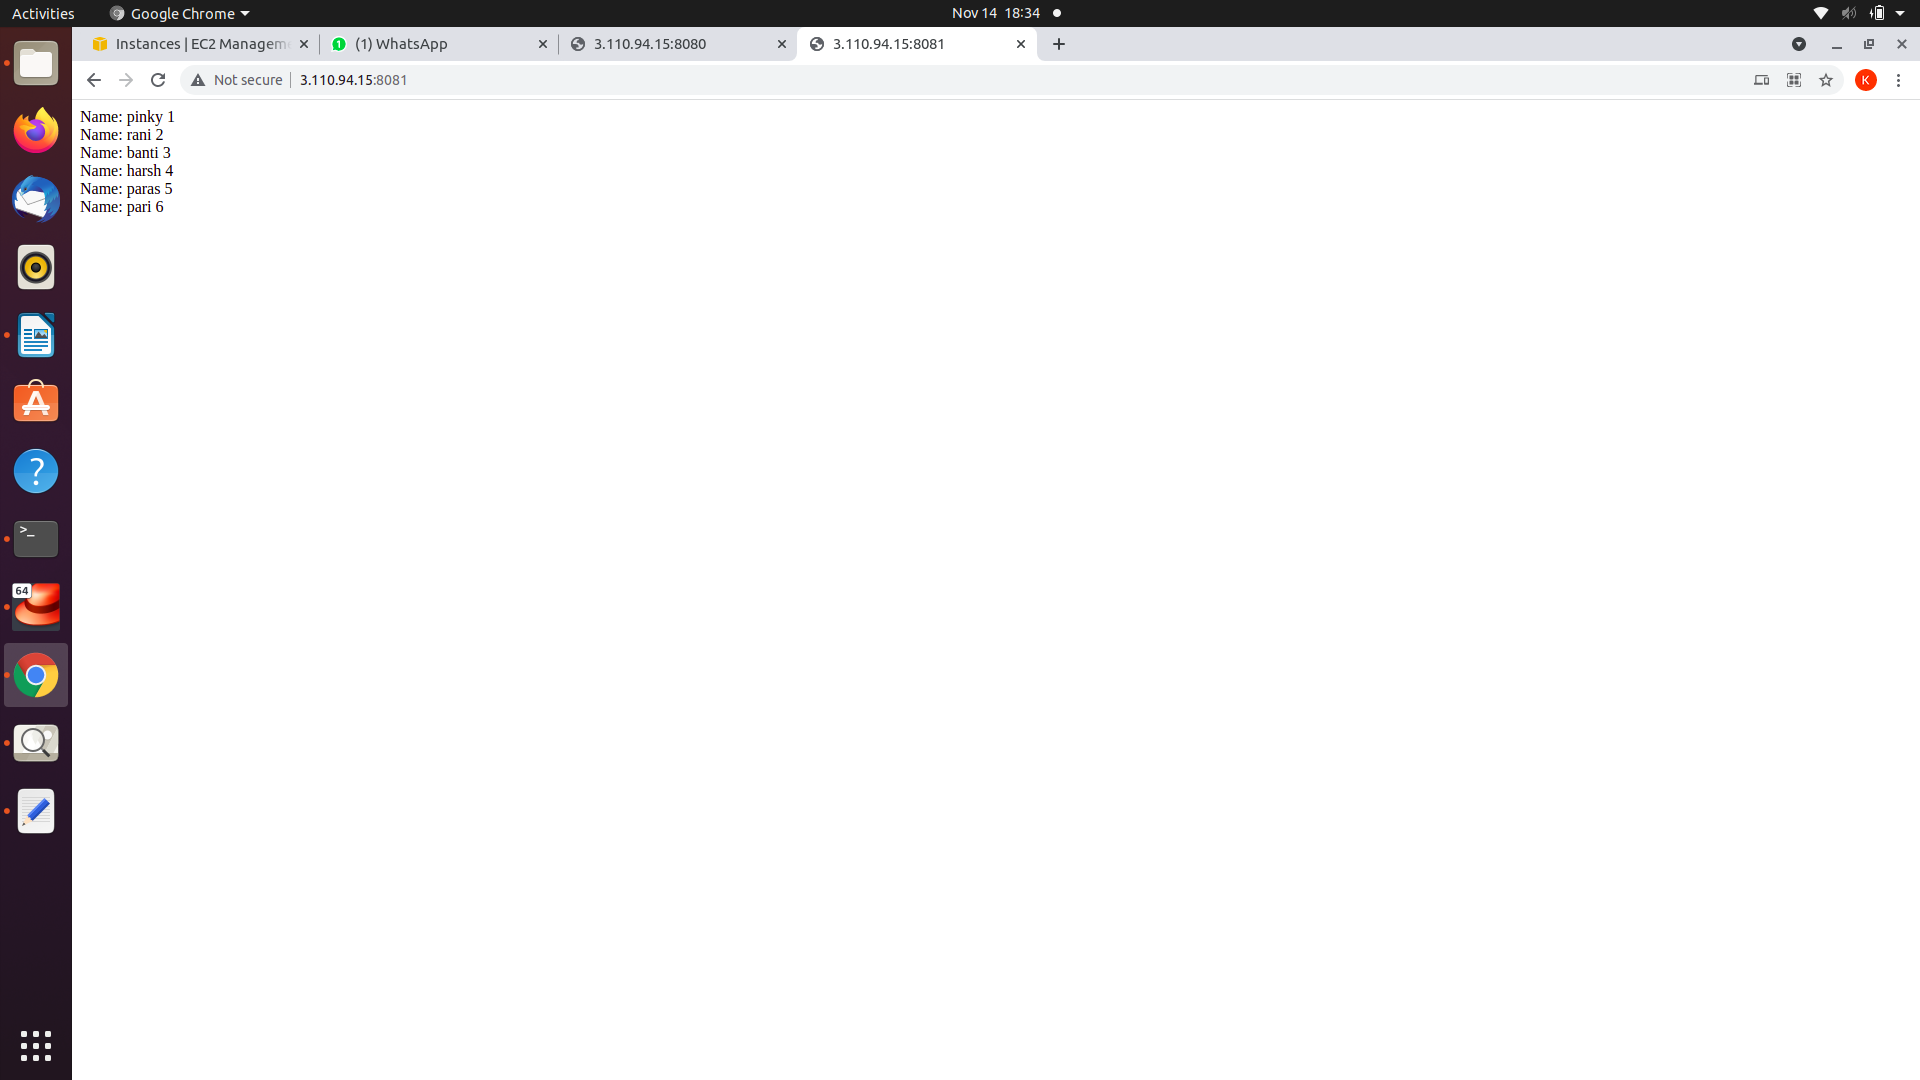 Activities
Google Chrome
Nov 14 18:34
Instances | EC2 Managem
1
(1) WhatsApp
3.110.94.15:8080
3.110.94.15:8081
Not secure
3.110.94.15:8081
K
Name: pinky 1
Name: rani 2
Name: banti 3
Name: harsh 4
Name: paras 5
Name: pari 6
?
>_
64